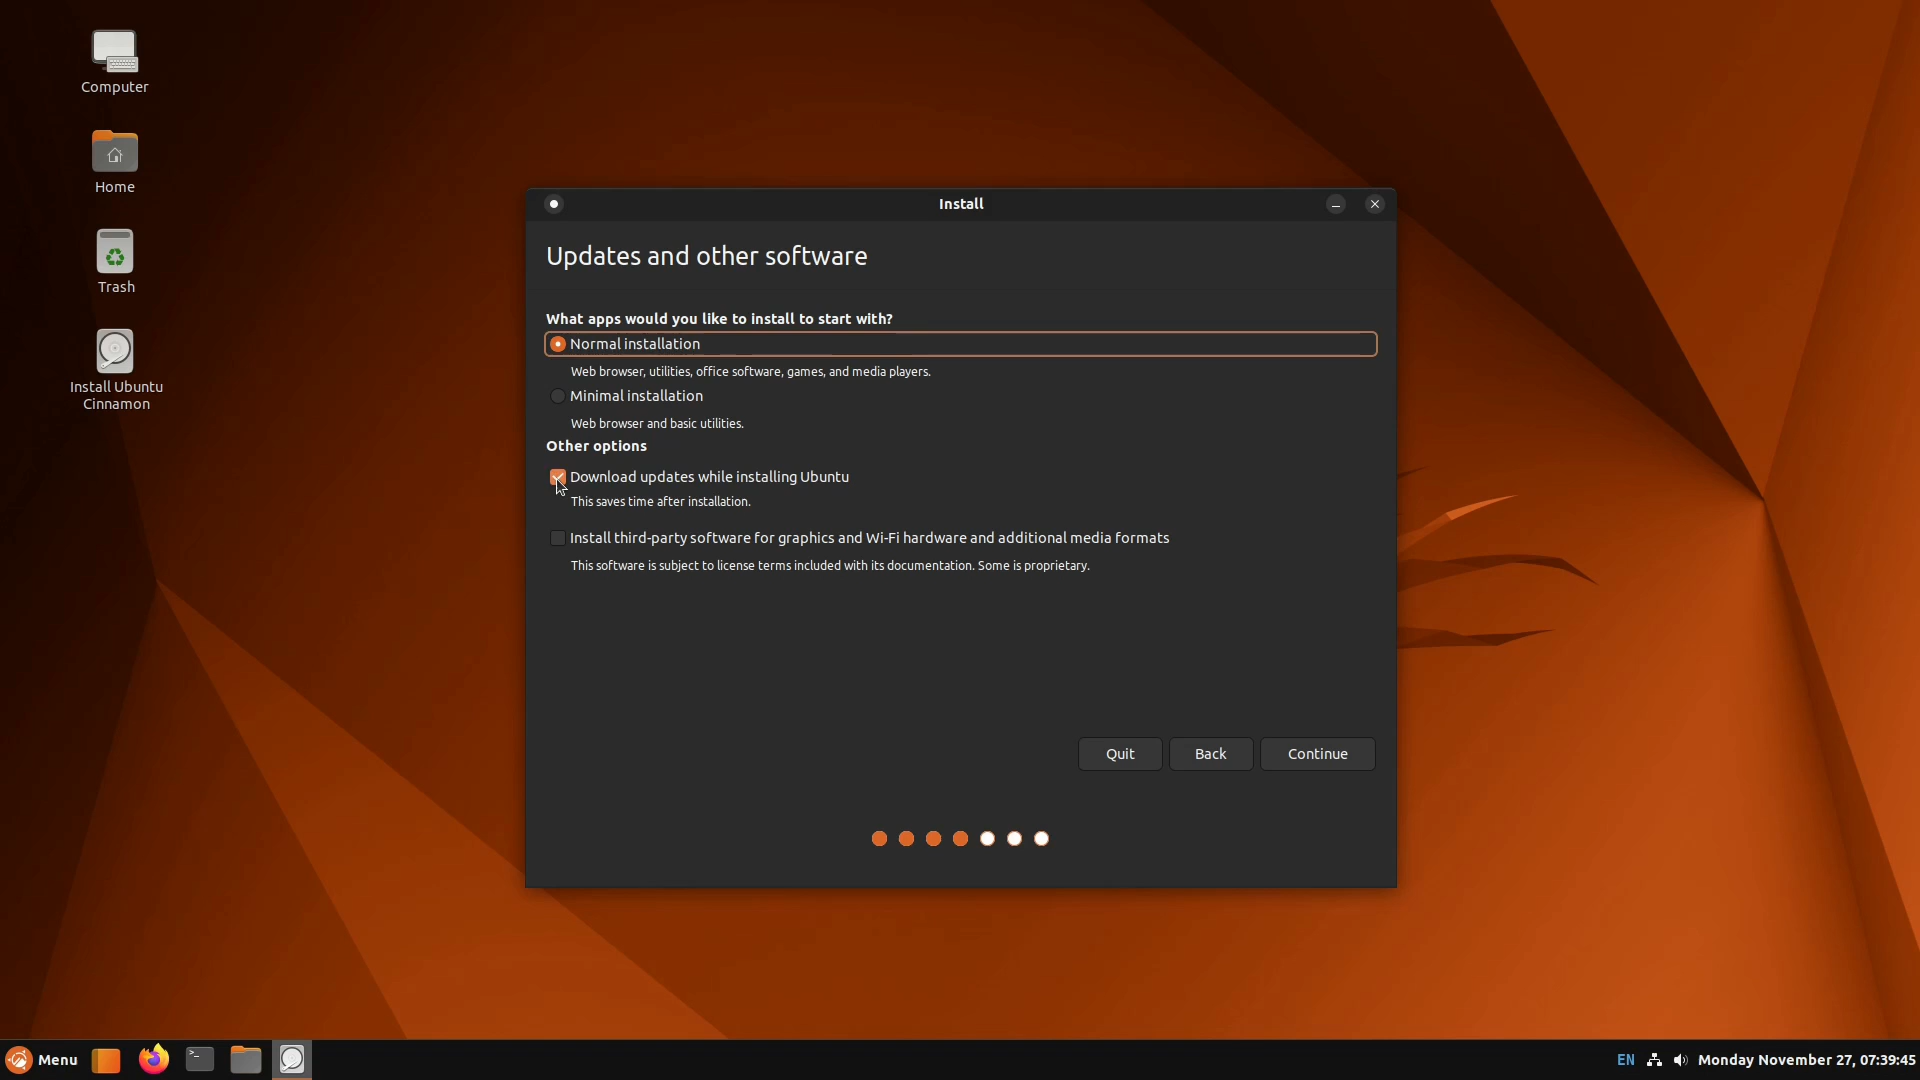 Computer
Home
Trash
Install Ubuntu
Cinnamon
Install
Updates and other software
What apps would you like to install to start with?
Normal installation
Web browser, utilities, office software, games, and media players.
Minimal installation
Web browser and basic utilities.
Other options
Download updates while installing Ubuntu
This saves time after installation.
Install third-party software for graphics and Wi-Fi hardware and additional media formats
This software is subject to license terms included with its documentation. Some is proprietary.
Quit Back Continue
Menu EN Monday November 27, 07:39:45